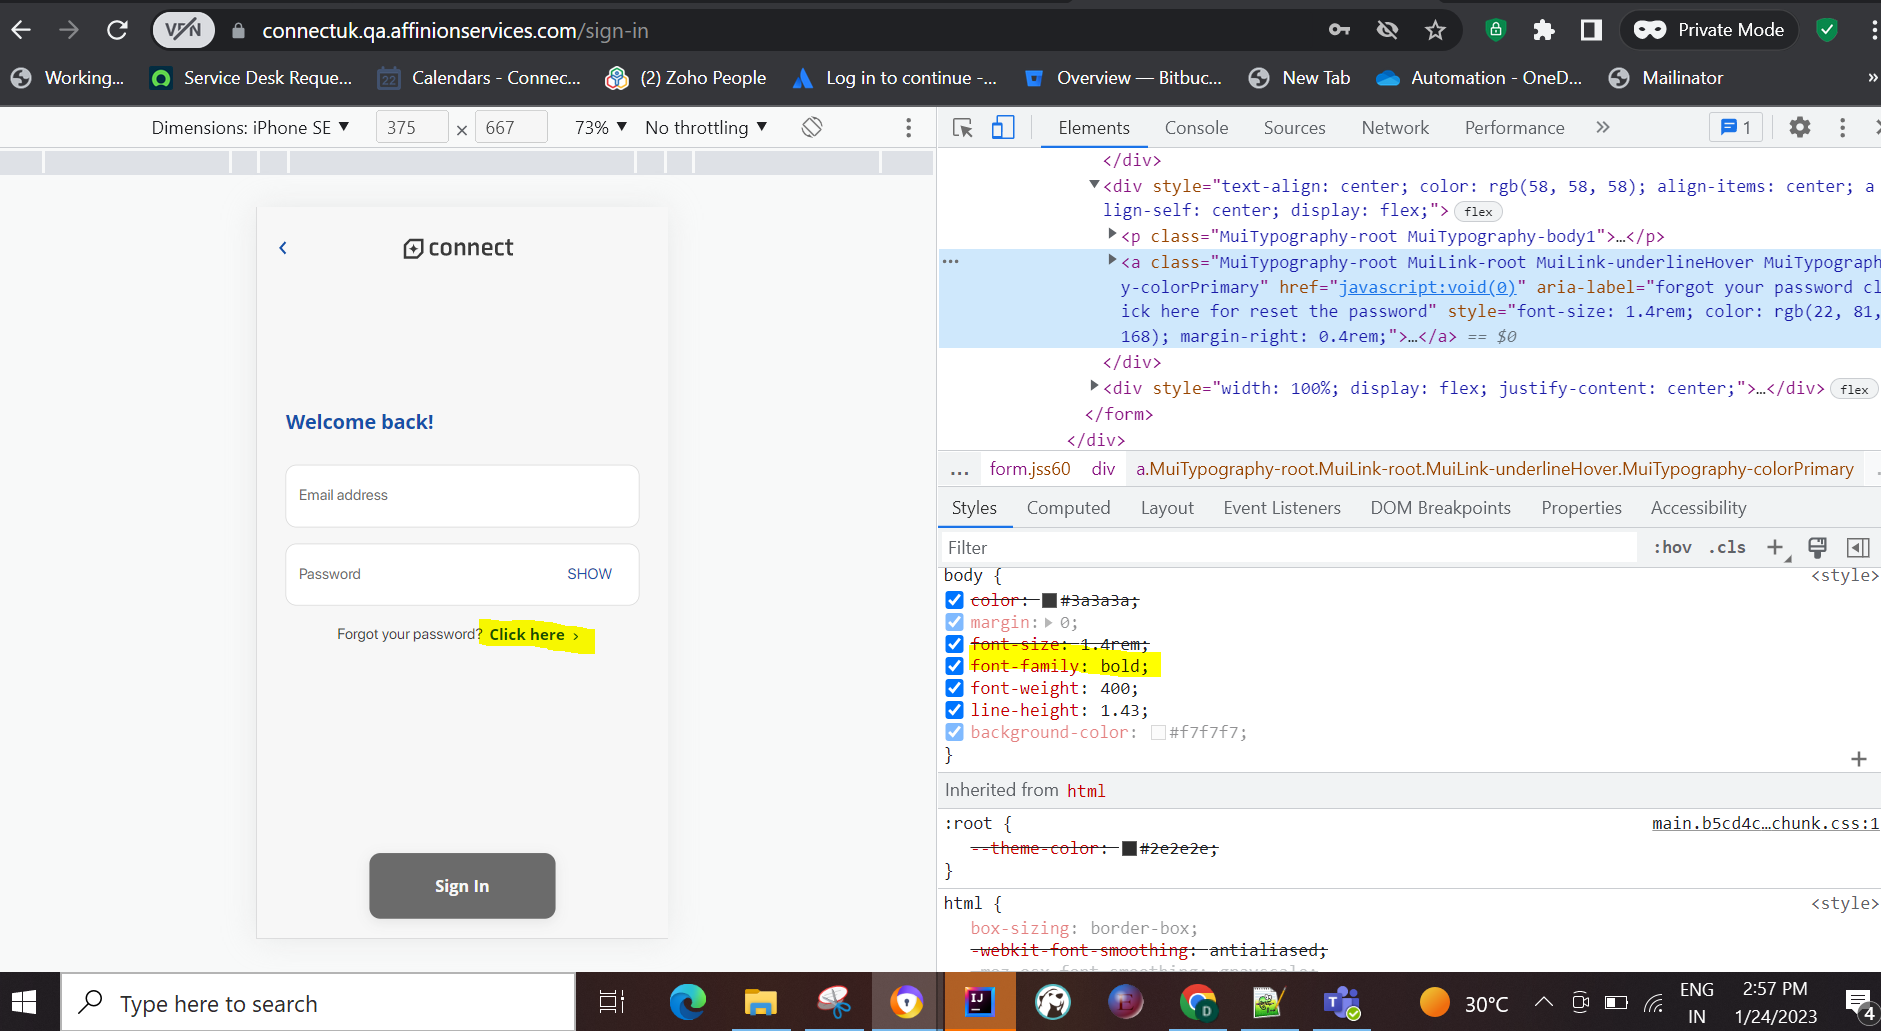 VPN connectuk.qa.affinionservices.com/sign-in Private Mode
Working... Service Desk Reque... 22 Calendars - Connec... (2) Zoho People Log in to continue -... Overview — Bitbuc... New Tab Automation - OneD... Mailinator »
Dimensions: iPhone SE ▼ 375 × 667 73% ▼ No throttling ▼
Elements Console Sources Network Performance » 1
connect
Welcome back!
Email address
Password SHOW
Forgot your password? Click here ›
Sign In
</div>
▼<div style="text-align: center; color: rgb(58, 58, 58); align-items: center; a
lign-self: center; display: flex;"> flex
▶<p class="MuiTypography-root MuiTypography-body1">…</p>
… ▶<a class="MuiTypography-root MuiLink-root MuiLink-underlineHover MuiTypograph
y-colorPrimary" href="javascript:void(0)" aria-label="forgot your password cl
ick here for reset the password" style="font-size: 1.4rem; color: rgb(22, 81,
168); margin-right: 0.4rem;">…</a> == $0
</div>
▶<div style="width: 100%; display: flex; justify-content: center;">…</div> flex
</form>
</div>
… form.jss60 div a.MuiTypography-root.MuiLink-root.MuiLink-underlineHover.MuiTypography-colorPrimary
Styles Computed Layout Event Listeners DOM Breakpoints Properties Accessibility
Filter :hov .cls +
body { <style>
color: #3a3a3a;
margin: ▶ 0;
font-size: 1.4rem;
font-family: bold;
font-weight: 400;
line-height: 1.43;
background-color: #f7f7f7;
}
Inherited from html
:root { main.b5cd4c…chunk.css:1
--theme-color: #2e2e2e;
}
html { <style>
box-sizing: border-box;
-webkit-font-smoothing: antialiased;
-moz-osx-font-smoothing: grayscale;
Type here to search
30°C
ENG
IN
2:57 PM
1/24/2023
4